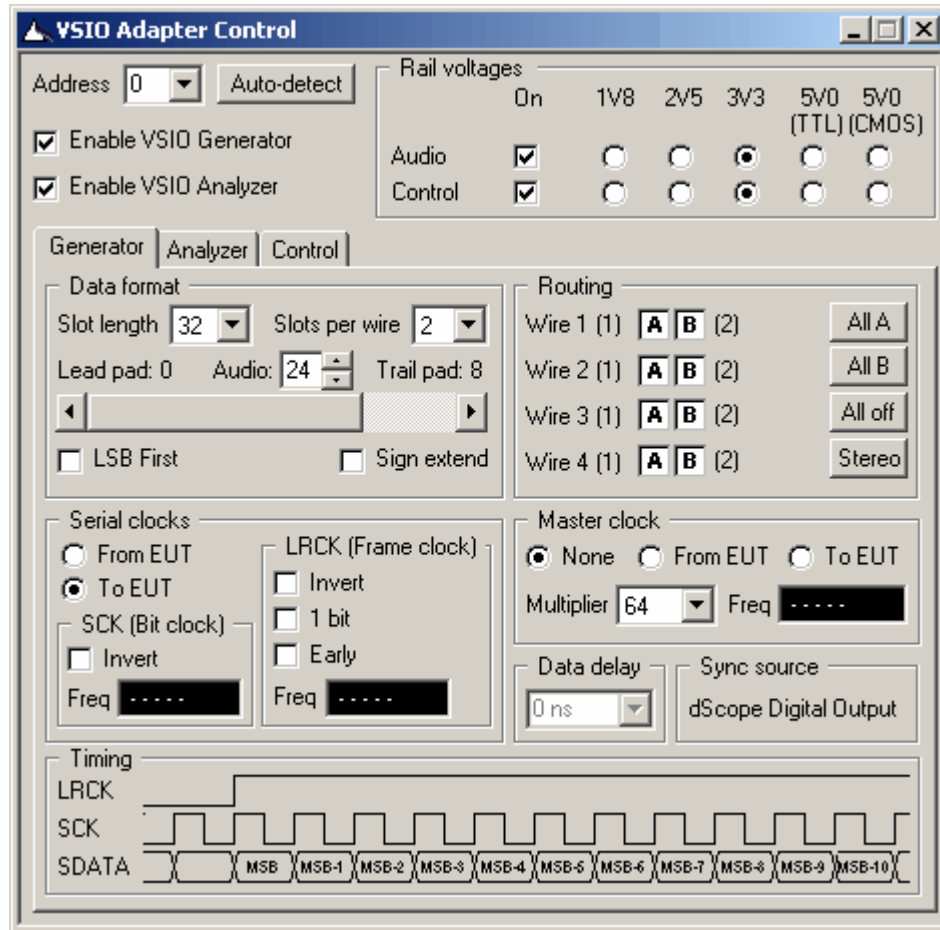 VSIO Adapter Control
Address 0 Auto-detect
Enable VSIO Generator
Enable VSIO Analyzer
Rail voltages
On 1V8 2V5 3V3 5V0 (TTL) 5V0 (CMOS)
Audio
Control
Generator Analyzer Control
Data format
Slot length 32 Slots per wire 2
Lead pad: 0 Audio: 24 Trail pad: 8
LSB First Sign extend
Routing
Wire 1 (1) A B (2) All A
Wire 2 (1) A B (2) All B
Wire 3 (1) A B (2) All off
Wire 4 (1) A B (2) Stereo
Serial clocks
From EUT
To EUT
SCK (Bit clock)
Invert
Freq -----
LRCK (Frame clock)
Invert
1 bit
Early
Freq -----
Master clock
None From EUT To EUT
Multiplier 64 Freq -----
Data delay
0 ns
Sync source
dScope Digital Output
Timing
LRCK
SCK
SDATA MSB MSB-1 MSB-2 MSB-3 MSB-4 MSB-5 MSB-6 MSB-7 MSB-8 MSB-9 MSB-10